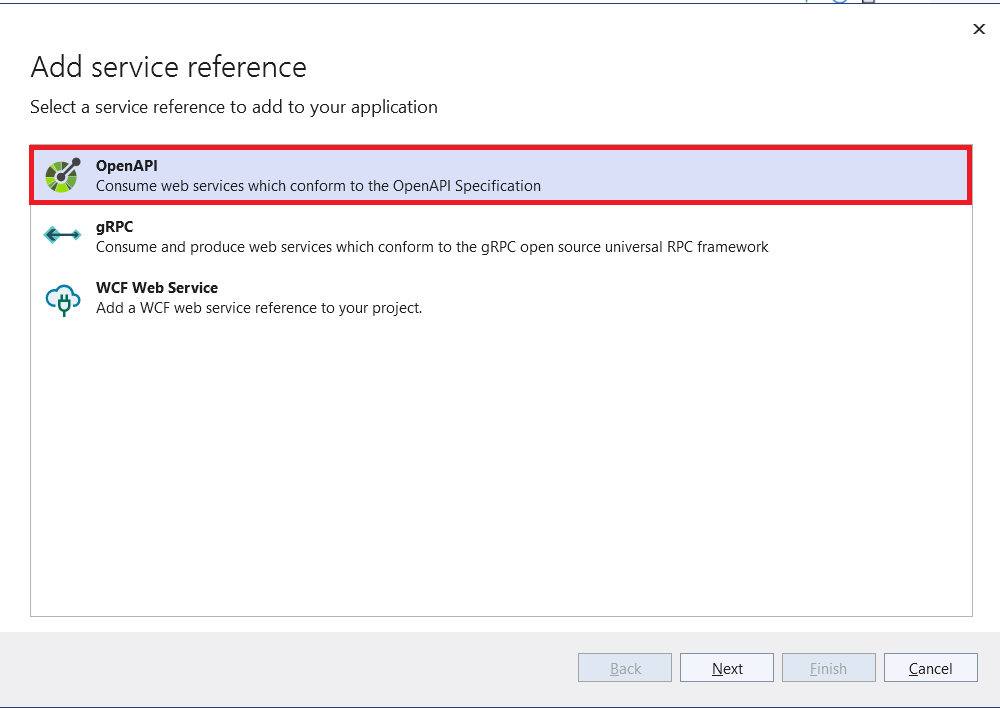 Add service reference
Select a service reference to add to your application
OpenAPI
Consume web services which conform to the OpenAPI Specification
gRPC
Consume and produce web services which conform to the gRPC open source universal RPC framework
WCF Web Service
Add a WCF web service reference to your project.
Back Next Finish Cancel